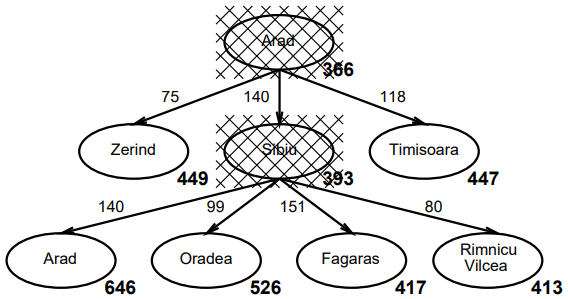 Arad
366
75
140
118
Zerind
449
Sibiu
393
Timisoara
447
140
99
151
80
Arad
646
Oradea
526
Fagaras
417
Rimnicu
Vilcea
413